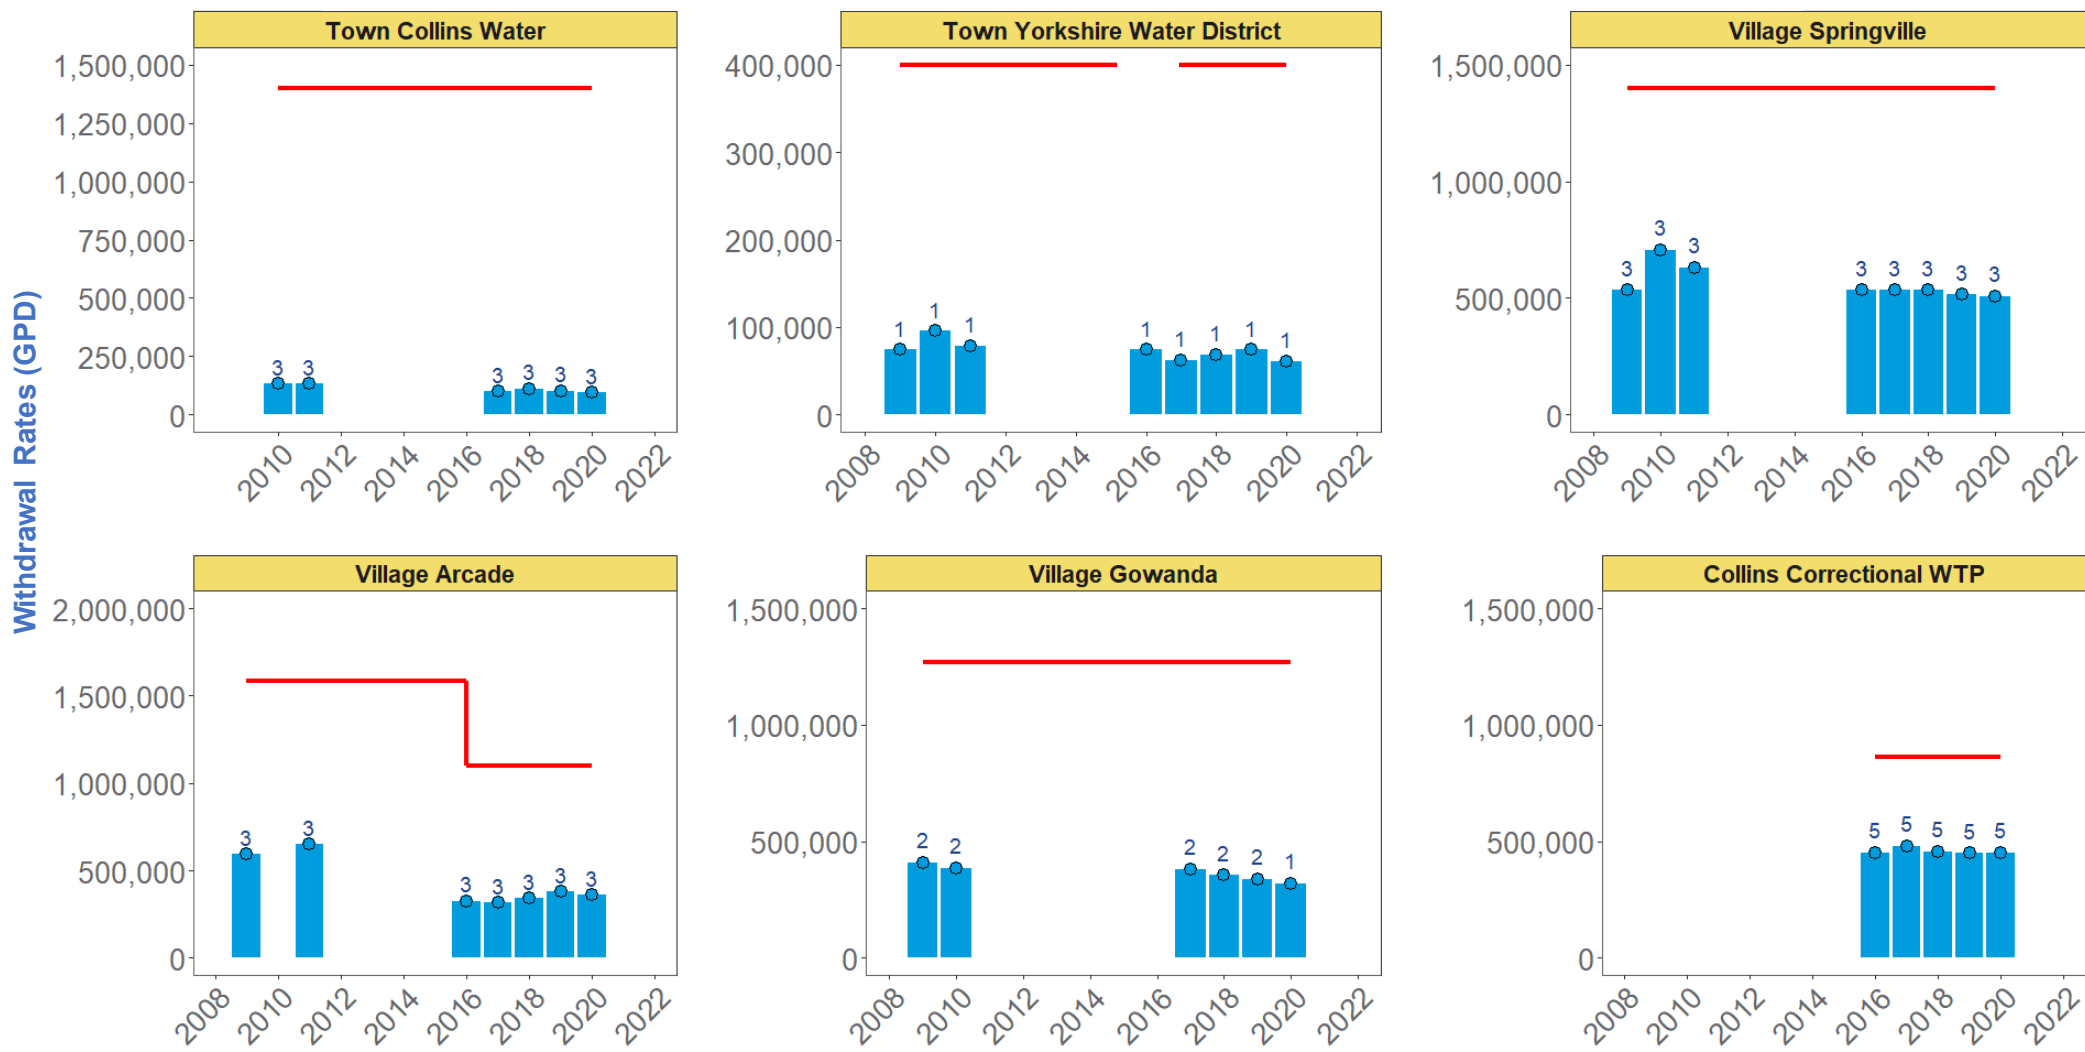 Withdrawal Rates (GPD)
Town Collins Water
1,500,000
1,250,000
1,000,000
750,000
500,000
250,000
0
3 3 3 3 3 3
2010 2012 2014 2016 2018 2020 2022
Town Yorkshire Water District
400,000
300,000
200,000
100,000
0
1 1 1 1 1 1 1 1
2008 2010 2012 2014 2016 2018 2020 2022
Village Springville
1,500,000
1,000,000
500,000
0
3 3 3 3 3 3 3 3
2008 2010 2012 2014 2016 2018 2020 2022
Village Arcade
2,000,000
1,500,000
1,000,000
500,000
0
3 3 3 3 3 3 3
2008 2010 2012 2014 2016 2018 2020 2022
Village Gowanda
1,500,000
1,000,000
500,000
0
2 2 2 2 2 1
2008 2010 2012 2014 2016 2018 2020 2022
Collins Correctional WTP
1,500,000
1,000,000
500,000
0
5 5 5 5 5
2008 2010 2012 2014 2016 2018 2020 2022